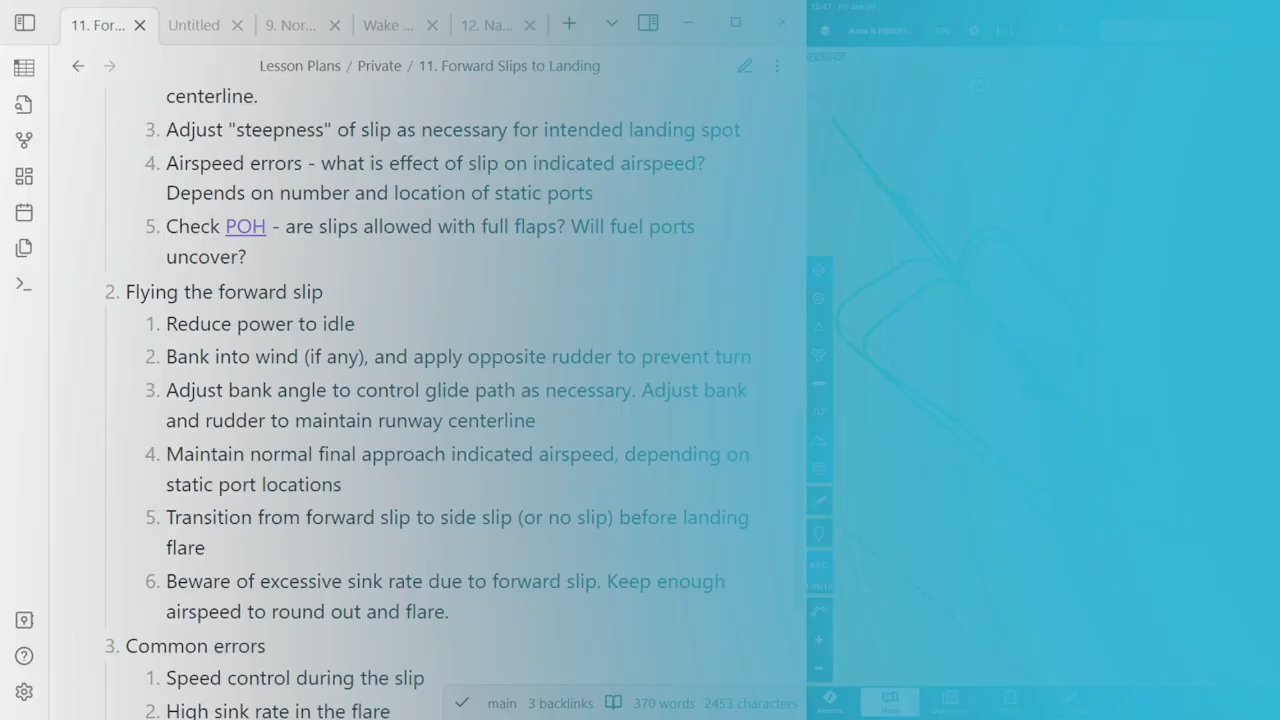 11. For...
Untitled
9. Nor...
Wake ...
12. Na...
Lesson Plans / Private / 11. Forward Slips to Landing
centerline.
3. Adjust "steepness" of slip as necessary for intended landing spot
4. Airspeed errors - what is effect of slip on indicated airspeed?
Depends on number and location of static ports
5. Check POH - are slips allowed with full flaps? Will fuel ports
uncover?
2. Flying the forward slip
1. Reduce power to idle
2. Bank into wind (if any), and apply opposite rudder to prevent turn
3. Adjust bank angle to control glide path as necessary. Adjust bank
and rudder to maintain runway centerline
4. Maintain normal final approach indicated airspeed, depending on
static port locations
5. Transition from forward slip to side slip (or no slip) before landing
flare
6. Beware of excessive sink rate due to forward slip. Keep enough
airspeed to round out and flare.
3. Common errors
1. Speed control during the slip
2. High sink rate in the flare
main 3 backlinks 370 words 2453 characters